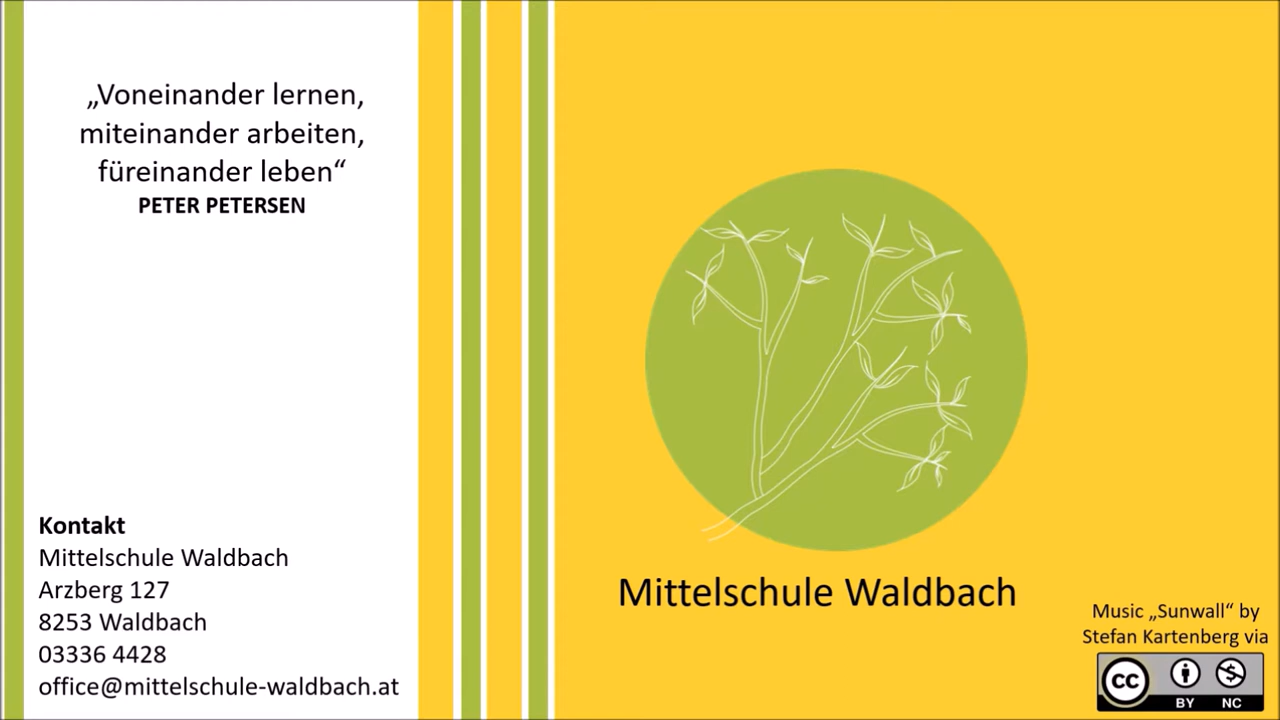 „Voneinander lernen,
miteinander arbeiten,
füreinander leben“
PETER PETERSEN
Kontakt
Mittelschule Waldbach
Arzberg 127
8253 Waldbach
03336 4428
office@mittelschule-waldbach.at
Mittelschule Waldbach
Music „Sunwall“ by
Stefan Kartenberg via
CC
BY NC